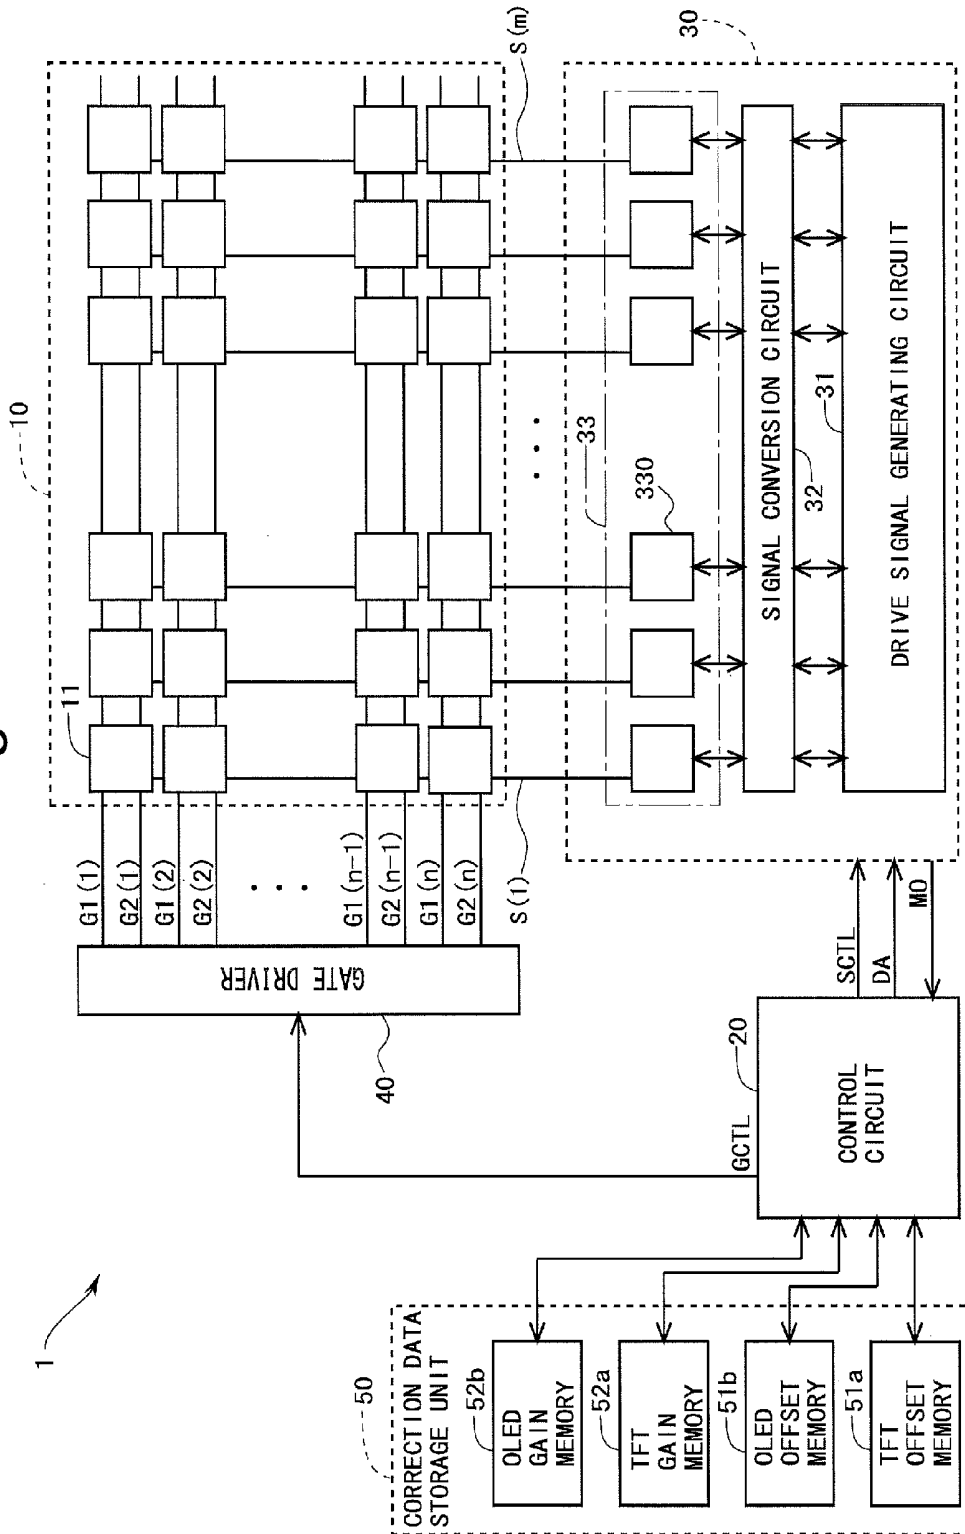 1
10
11
G1(1)
G2(1)
G1(2)
G2(2)
. . .
G1(n-1)
G2(n-1)
G1(n)
G2(n)
GATE DRIVER
40
S(1)
. . .
S(m)
30
33
330
SIGNAL CONVERSION CIRCUIT
32
31
DRIVE SIGNAL GENERATING CIRCUIT
SCTL
DA
MO
GCTL
20
CONTROL
CIRCUIT
50
CORRECTION DATA
STORAGE UNIT
52b
OLED
GAIN
MEMORY
52a
TFT
GAIN
MEMORY
51b
OLED
OFFSET
MEMORY
51a
TFT
OFFSET
MEMORY